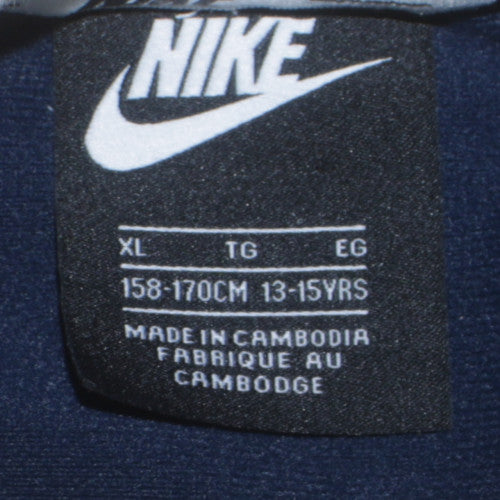 NIKE
XL TG EG
158-170CM 13-15YRS
MADE IN CAMBODIA
FABRIQUE AU
CAMBODGE